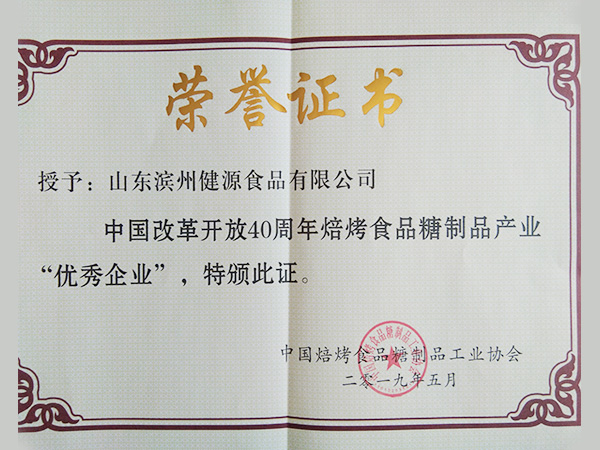 荣誉证书
授予：山东滨州健源食品有限公司
中国改革开放40周年焙烤食品糖制品产业
“优秀企业”，特颁此证。
中国焙烤食品糖制品工业协会
二零一九年五月